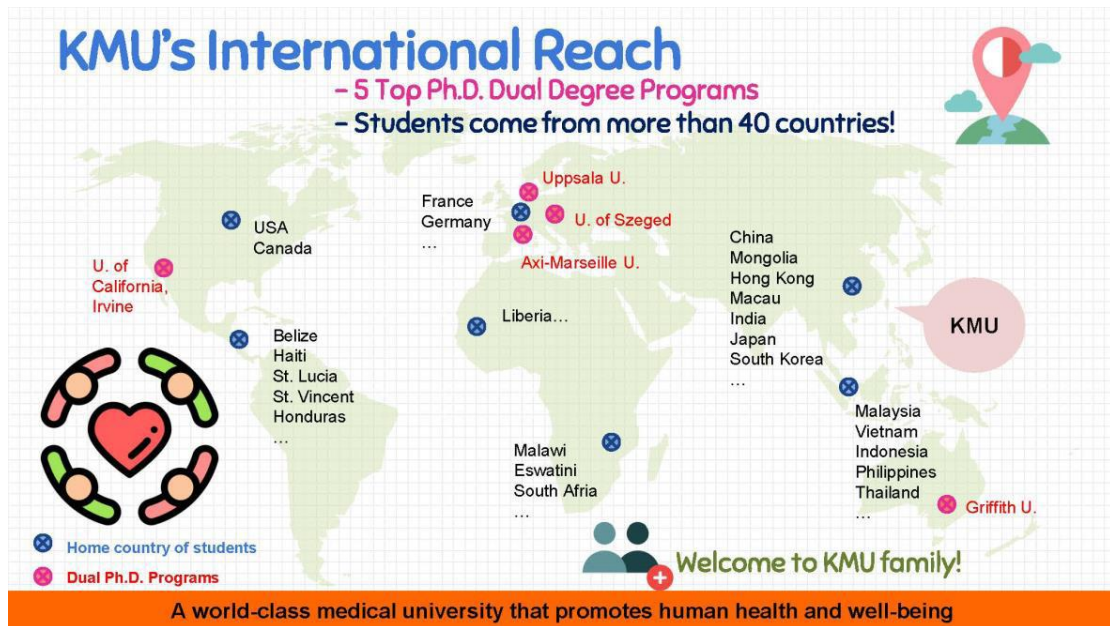 KMU's International Reach
- 5 Top Ph.D. Dual Degree Programs
- Students come from more than 40 countries!
USA
Canada
U. of
California,
Irvine
Belize
Haiti
St. Lucia
St. Vincent
Honduras
...
France
Germany
...
Uppsala U.
U. of Szeged
Axi-Marseille U.
Liberia...
Malawi
Eswatini
South Afria
...
China
Mongolia
Hong Kong
Macau
India
Japan
South Korea
...
KMU
Malaysia
Vietnam
Indonesia
Philippines
Thailand
...
Griffith U.
Home country of students
Dual Ph.D. Programs
Welcome to KMU family!
A world-class medical university that promotes human health and well-being